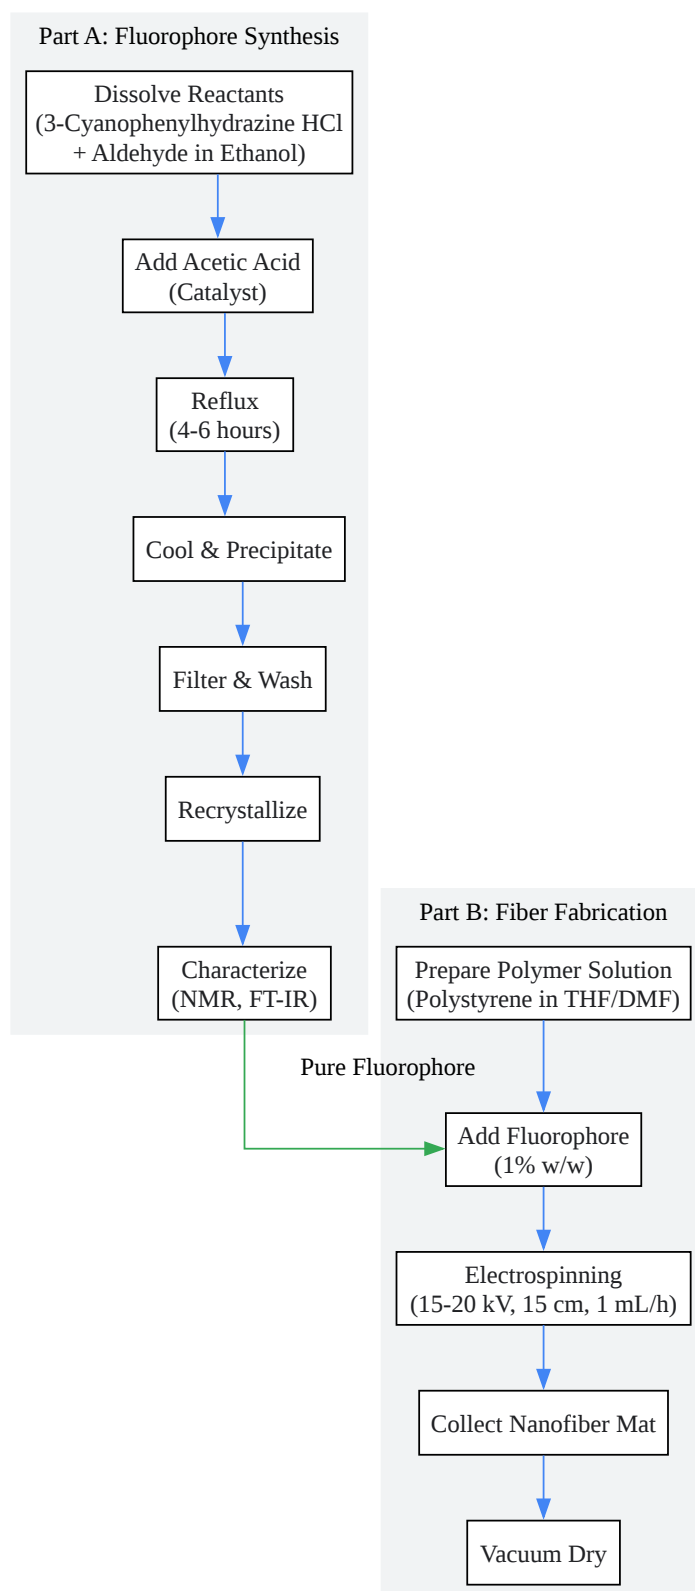 Part A: Fluorophore Synthesis
Dissolve Reactants
(3-Cyanophenylhydrazine HCl
+ Aldehyde in Ethanol)
Add Acetic Acid
(Catalyst)
Reflux
(4-6 hours)
Cool & Precipitate
Filter & Wash
Recrystallize
Characterize
(NMR, FT-IR)
Part B: Fiber Fabrication
Prepare Polymer Solution
(Polystyrene in THF/DMF)
Pure Fluorophore
Add Fluorophore
(1% w/w)
Electrospinning
(15-20 kV, 15 cm, 1 mL/h)
Collect Nanofiber Mat
Vacuum Dry